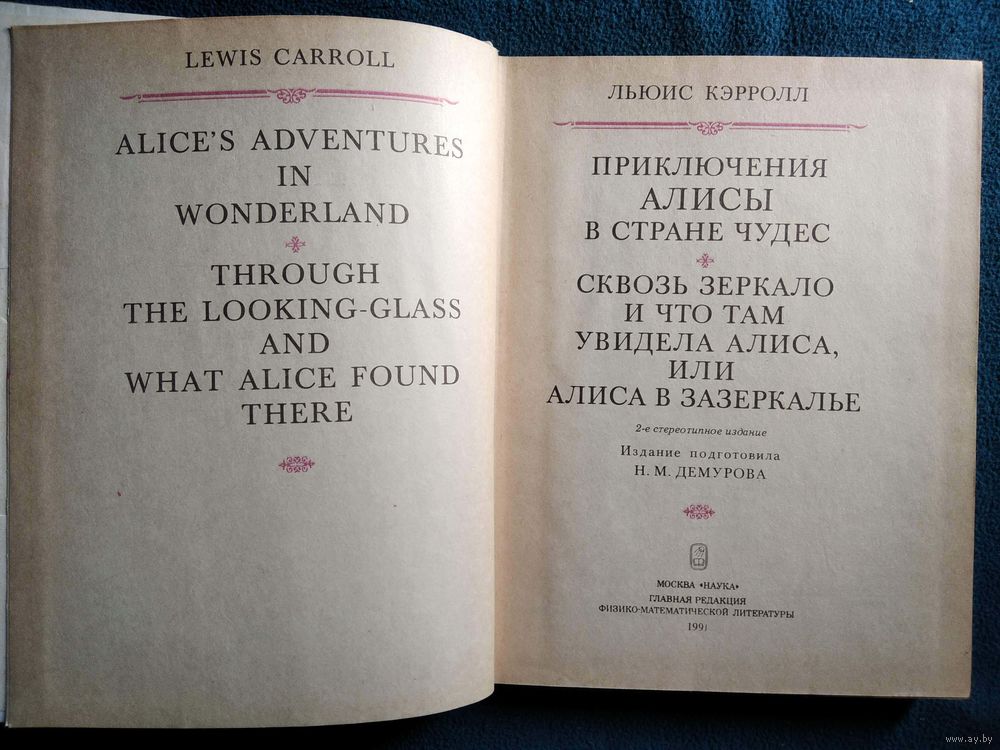 LEWIS CARROLL
ALICE'S ADVENTURES
IN
WONDERLAND
THROUGH
THE LOOKING-GLASS
AND
WHAT ALICE FOUND
THERE
ЛЬЮИС КЭРРОЛЛ
ПРИКЛЮЧЕНИЯ
АЛИСЫ
В СТРАНЕ ЧУДЕС
СКВОЗЬ ЗЕРКАЛО
И ЧТО ТАМ
УВИДЕЛА АЛИСА,
ИЛИ
АЛИСА В ЗАЗЕРКАЛЬЕ
2-е стереотипное издание
Издание подготовила
Н. М. ДЕМУРОВА
МОСКВА «НАУКА»
ГЛАВНАЯ РЕДАКЦИЯ
ФИЗИКО-МАТЕМАТИЧЕСКОЙ ЛИТЕРАТУРЫ
1991
www.ay.by